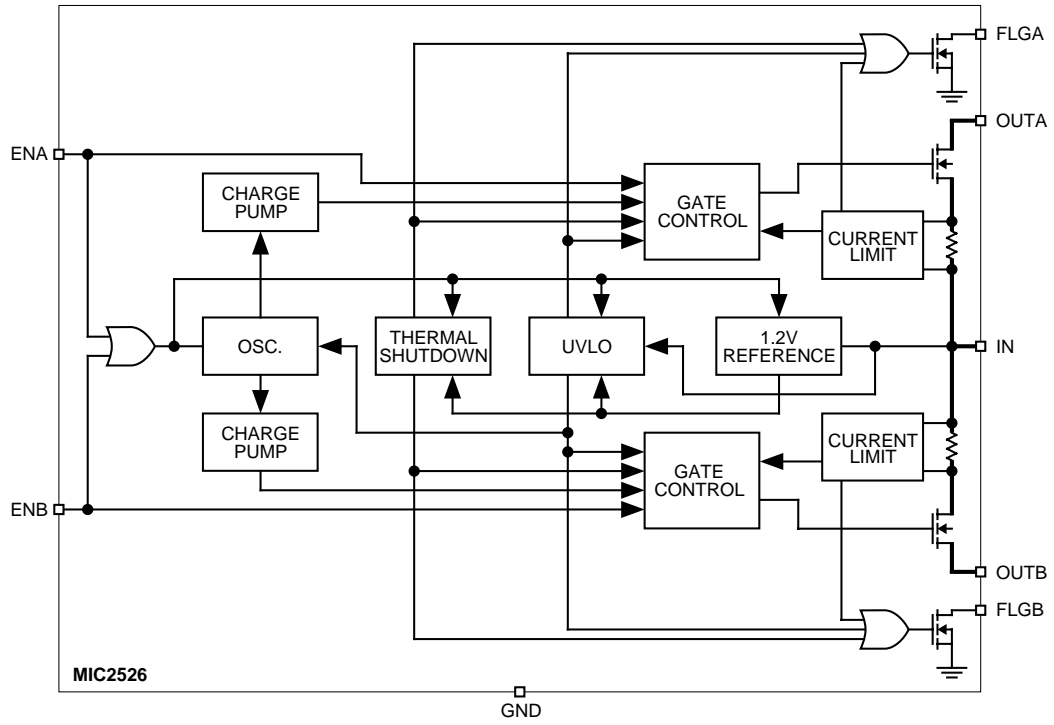 FLGA
OUTA
ENA
CHARGE
PUMP
GATE
CONTROL
CURRENT
LIMIT
OSC.
THERMAL
SHUTDOWN
UVLO
1.2V
REFERENCE
IN
CHARGE
PUMP
GATE
CONTROL
CURRENT
LIMIT
ENB
OUTB
FLGB
MIC2526
GND